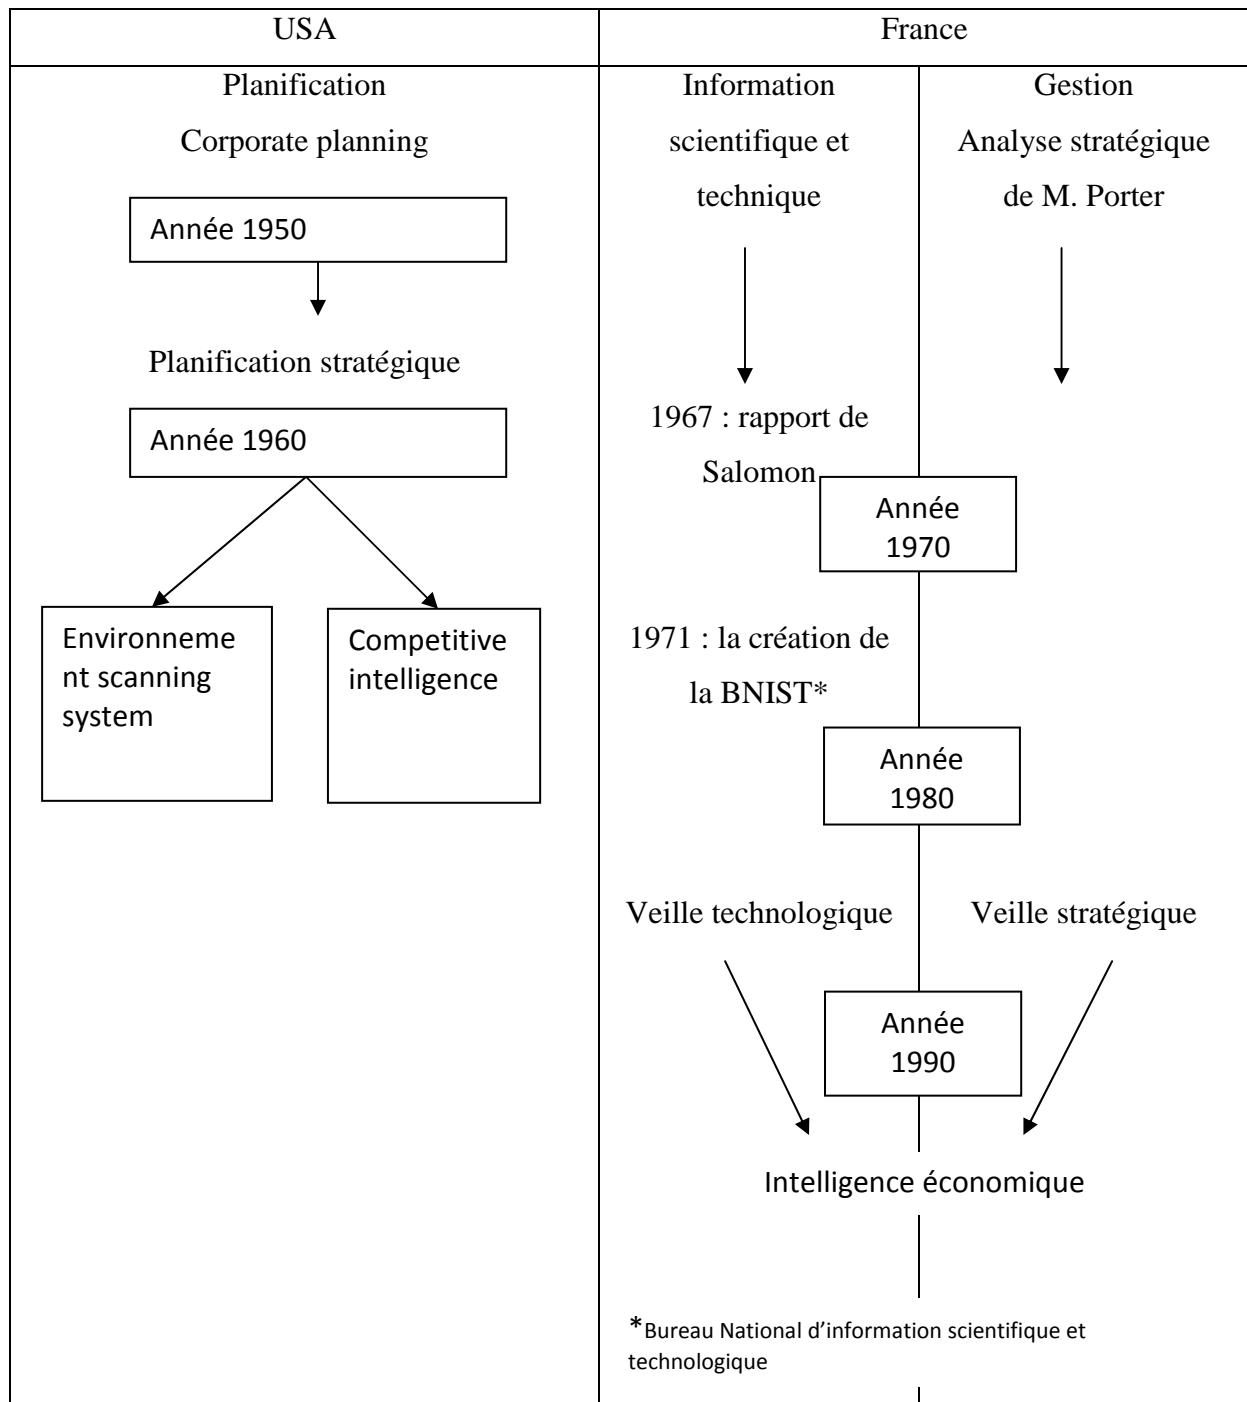 USA
France
Planification
Corporate planning
Année 1950
Planification stratégique
Année 1960
Environneme
nt scanning
system
Competitive
intelligence
Information
scientifique et
technique
Gestion
Analyse stratégique
de M. Porter
1967 : rapport de
Salomon
Année
1970
1971 : la création de
la BNIST*
Année
1980
Veille technologique
Veille stratégique
Année
1990
Intelligence économique
*Bureau National d’information scientifique et
technologique